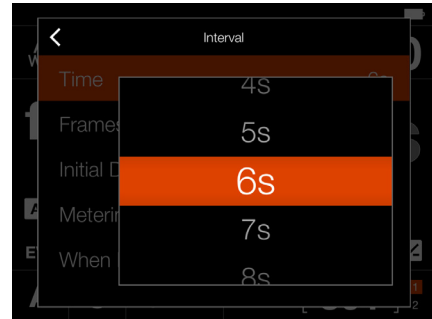 Interval
Time
4s
Frames
5s
Initial D
6s
Meterin
7s
When
8s